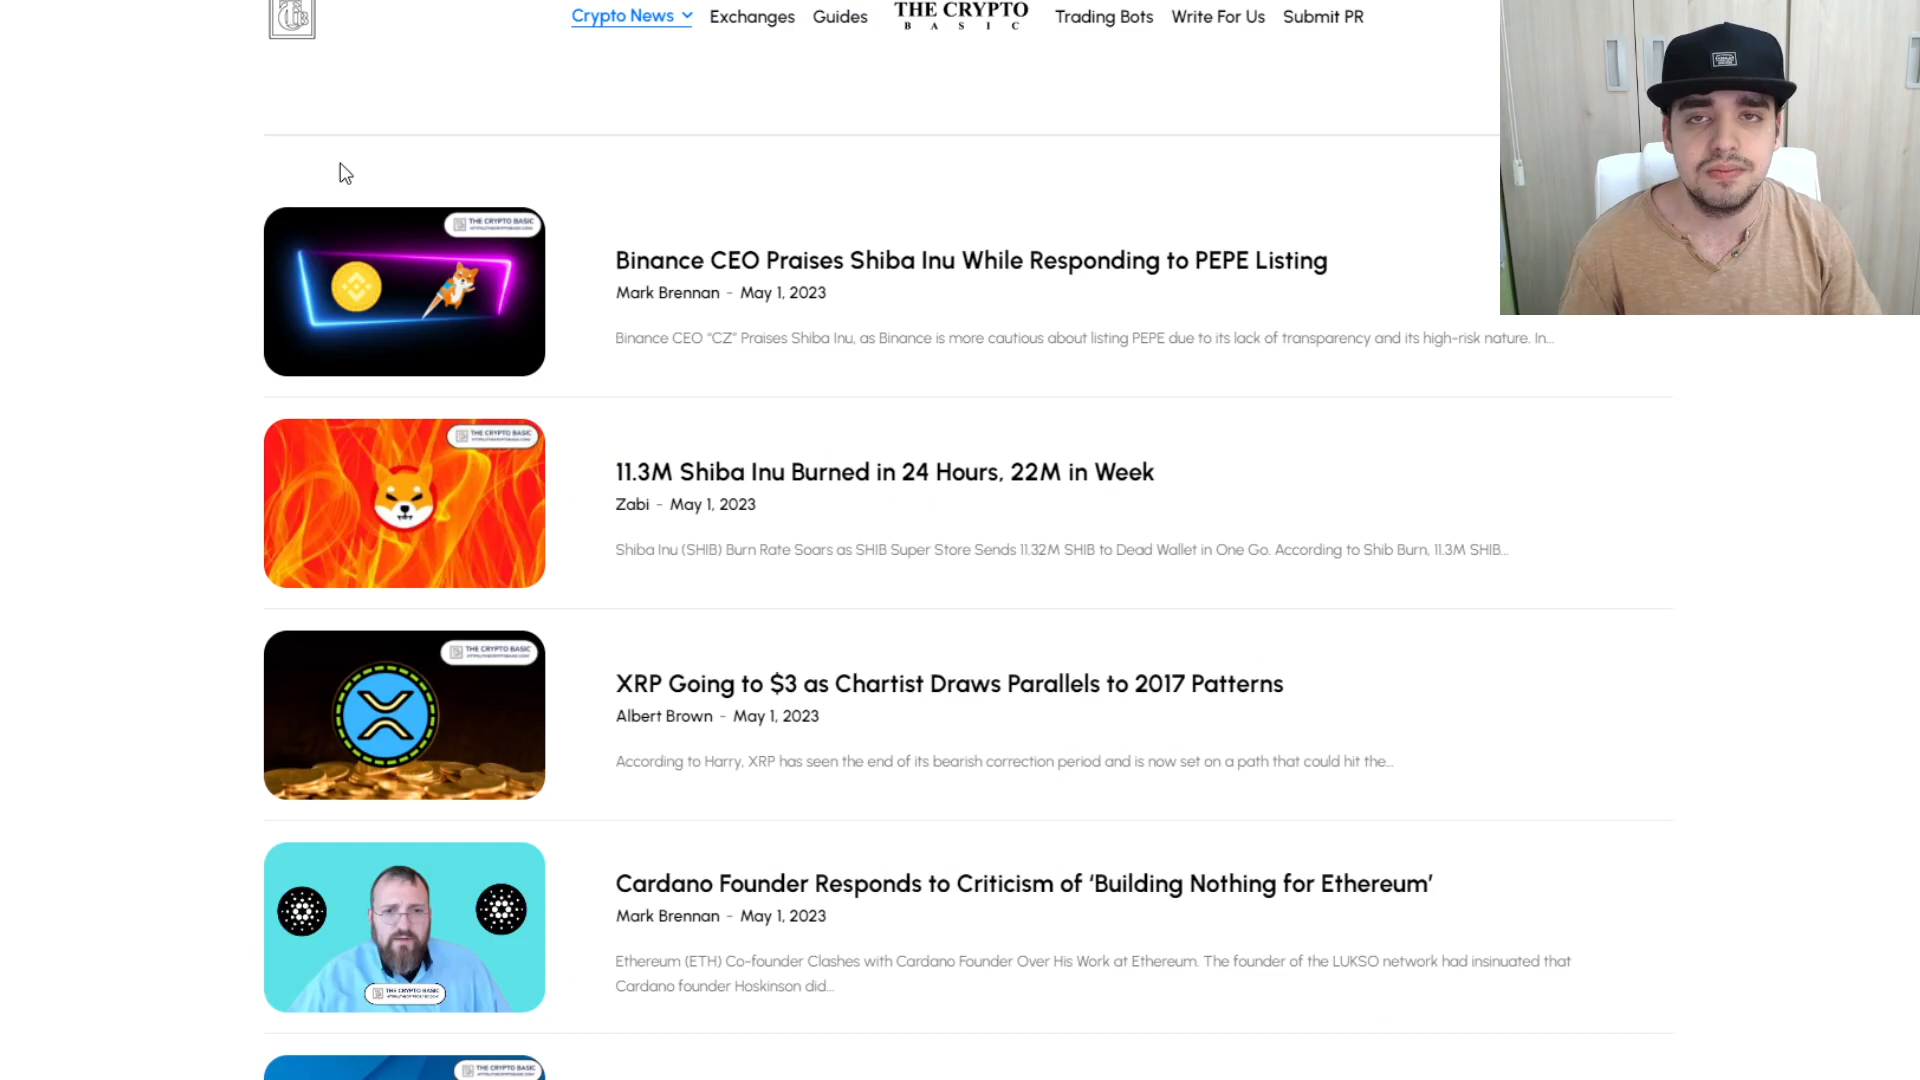 Crypto News
Exchanges
Guides
THE CRYPTO
BASIC
Trading Bots
Write For Us
Submit PR
THE CRYPTO BASIC
Binance CEO Praises Shiba Inu While Responding to PEPE Listing
Mark Brennan - May 1, 2023
Binance CEO “CZ” Praises Shiba Inu, as Binance is more cautious about listing PEPE due to its lack of transparency and its high-risk nature. In...
THE CRYPTO BASIC
11.3M Shiba Inu Burned in 24 Hours, 22M in Week
Zabi - May 1, 2023
Shiba Inu (SHIB) Burn Rate Soars as SHIB Super Store Sends 11.32M SHIB to Dead Wallet in One Go. According to Shib Burn, 11.3M SHIB...
THE CRYPTO BASIC
XRP Going to $3 as Chartist Draws Parallels to 2017 Patterns
Albert Brown - May 1, 2023
According to Harry, XRP has seen the end of its bearish correction period and is now set on a path that could hit the...
Cardano Founder Responds to Criticism of ‘Building Nothing for Ethereum’
Mark Brennan - May 1, 2023
Ethereum (ETH) Co-founder Clashes with Cardano Founder Over His Work at Ethereum. The founder of the LUKSO network had insinuated that
Cardano founder Hoskinson did...
THE CRYPTO BASIC
THE CRYPTO BASIC